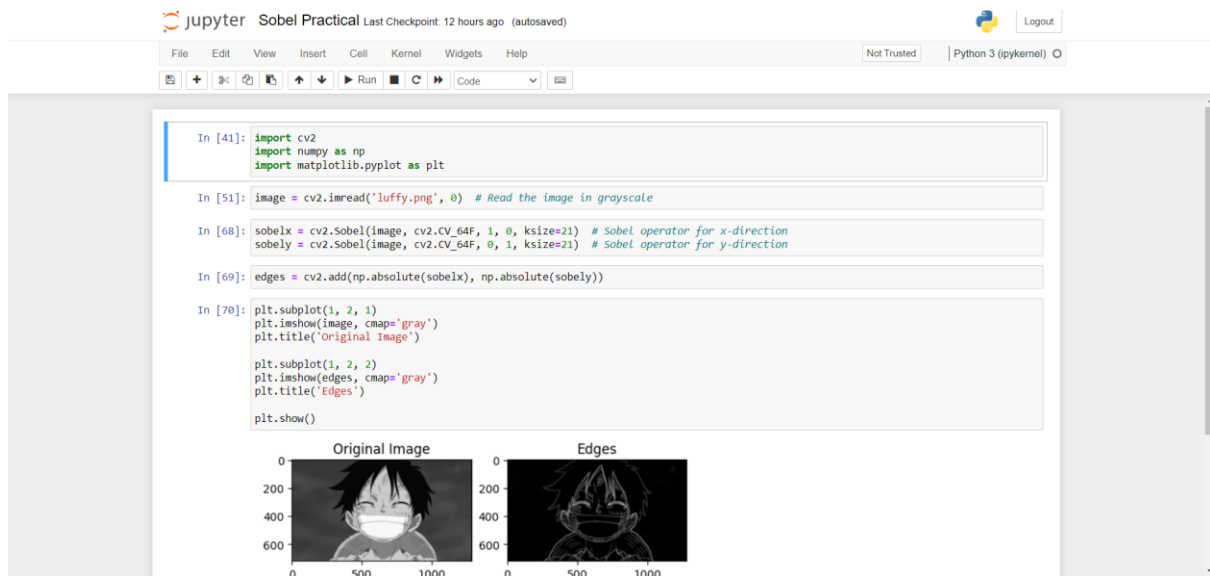 jupyter Sobel Practical Last Checkpoint: 12 hours ago (autosaved)
Logout
File Edit View Insert Cell Kernel Widgets Help
Not Trusted
Python 3 (ipykernel)
Run
Code
In [41]: import cv2
import numpy as np
import matplotlib.pyplot as plt
In [51]: image = cv2.imread('luffy.png', 0)  # Read the image in grayscale
In [68]: sobelx = cv2.Sobel(image, cv2.CV_64F, 1, 0, ksize=21)  # Sobel operator for x-direction
sobely = cv2.Sobel(image, cv2.CV_64F, 0, 1, ksize=21)  # Sobel operator for y-direction
In [69]: edges = cv2.add(np.absolute(sobelx), np.absolute(sobely))
In [70]: plt.subplot(1, 2, 1)
plt.imshow(image, cmap='gray')
plt.title('Original Image')
plt.subplot(1, 2, 2)
plt.imshow(edges, cmap='gray')
plt.title('Edges')
plt.show()
Original Image Edges
0 0
200 200
400 400
600 600
0 500 1000 0 500 1000